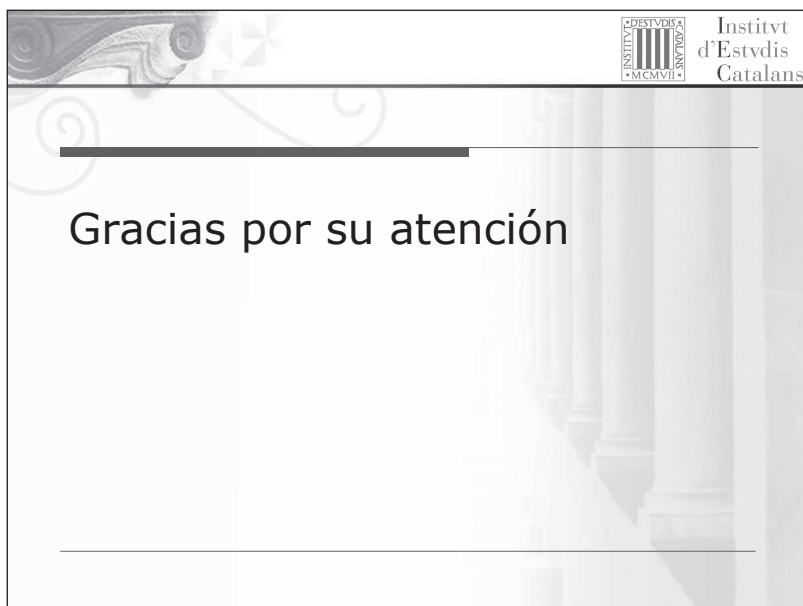 ·D'ESTVDIS·
INSTITVT
CATALANS
·MCMVII·
Institvt
d'Estvdis
Catalans
Gracias por su atención